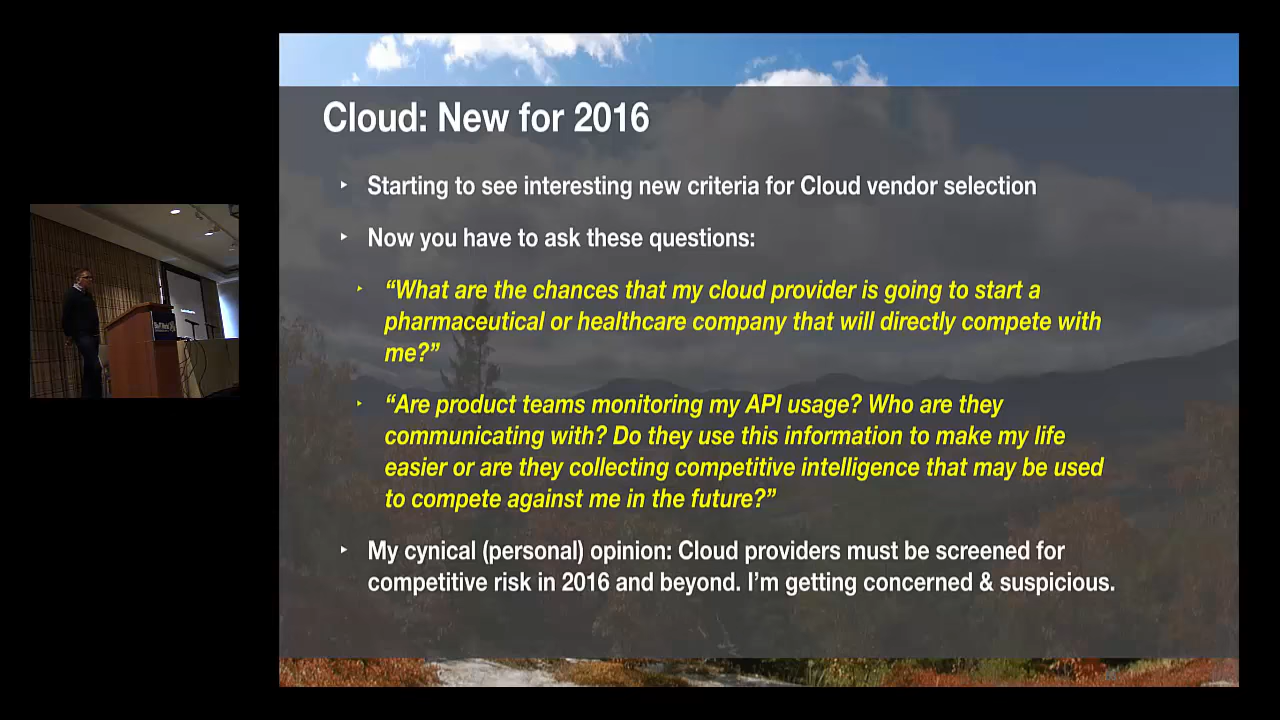 Cloud: New for 2016
Starting to see interesting new criteria for Cloud vendor selection
Now you have to ask these questions:
“What are the chances that my cloud provider is going to start a
pharmaceutical or healthcare company that will directly compete with
me?”
“Are product teams monitoring my API usage? Who are they
communicating with? Do they use this information to make my life
easier or are they collecting competitive intelligence that may be used
to compete against me in the future?”
My cynical (personal) opinion: Cloud providers must be screened for
competitive risk in 2016 and beyond. I’m getting concerned & suspicious.